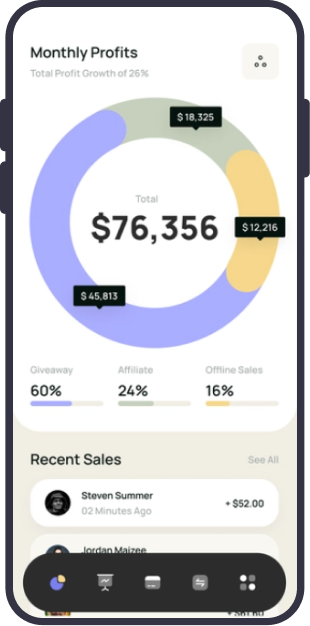 Monthly Profits
Total Profit Growth of 26%
$ 18,325
Total
$76,356
$ 12,216
$ 45,813
Giveaway Affiliate Offline Sales
60% 24% 16%
Recent Sales See All
Steven Summer
02 Minutes Ago
+ $52.00
Jordan Maizee